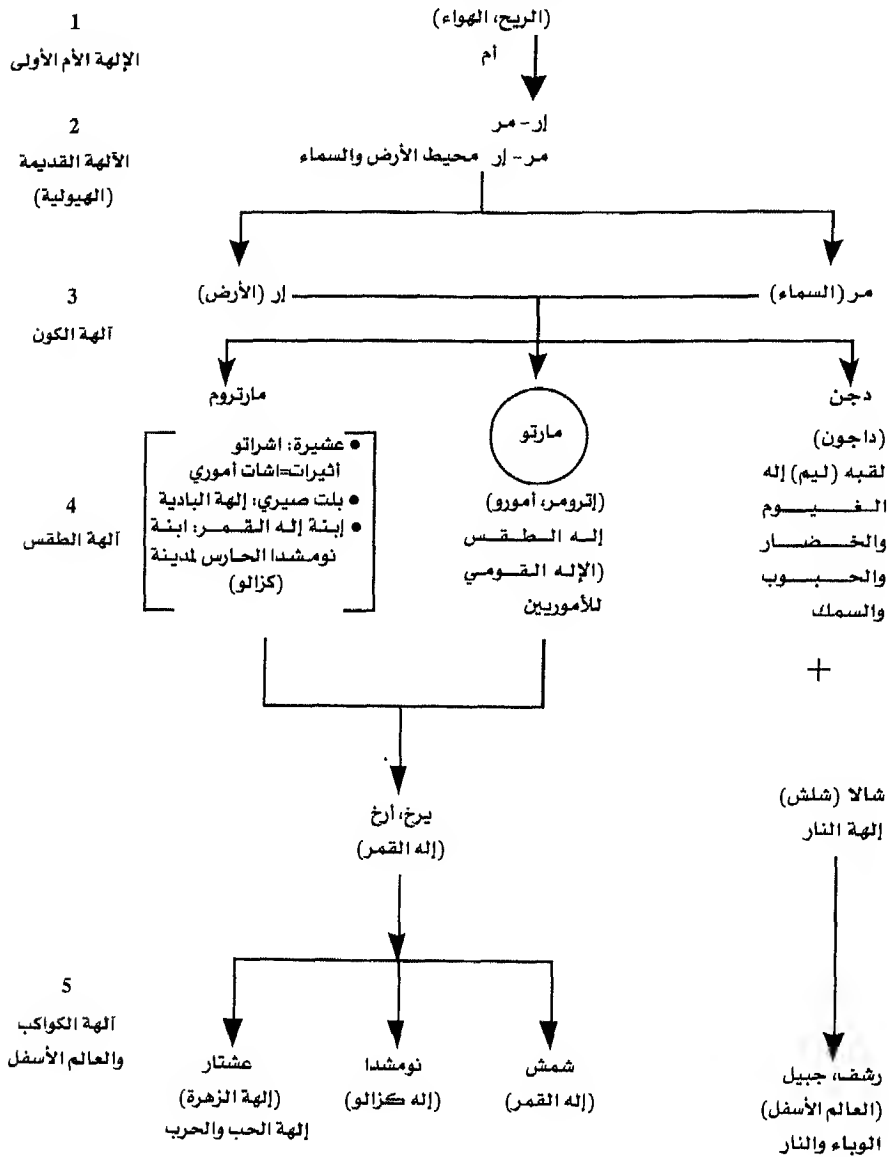 1
الإلهة الأم الأولى
(الريح، الهواء)
أم
2
الآلهة القديمة
(الهيولية)
إر - مر
مر - إر محيط الأرض والسماء
3
آلهة الكون
مر (السماء)
إر (الأرض)
4
آلهة الطقس
دجن
(داجون)
لقبه (ليم) إله
الغيوم
والخضار
والحبوب
والسمك
+
شالا (شلش)
إلهة النار
مارتو
(إترومر، أمورو)
إله الطقس
(الإله القومي
للأموريين
مارتروم
• عشيرة: اشراتو
أثيرات=اشات أموري
• بلت صيري: إلهة البادية
• إبنة إله القمر: ابنة
نومشدا الحارس لمدينة
(كزالو)
يرخ، أرخ
(إله القمر)
5
آلهة الكواكب
والعالم الأسفل
رشف، جبيل
(العالم الأسفل)
الوباء والنار
شمش
(إله القمر)
نومشدا
(إله كزالو)
عشتار
(إلهة الزهرة)
إلهة الحب والحرب